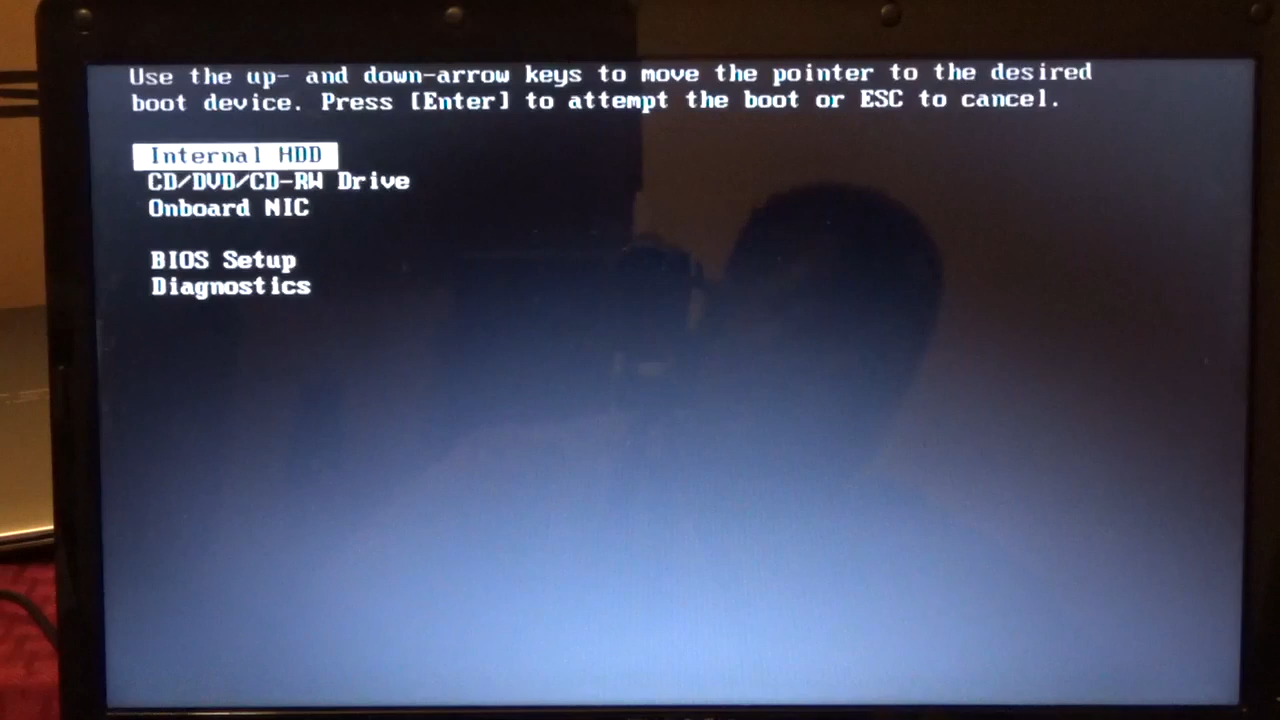 Use the up- and down-arrow keys to move the pointer to the desired
boot device. Press [Enter] to attempt the boot or ESC to cancel.
Internal HDD
CD/DVD/CD-RW Drive
Onboard NIC
BIOS Setup
Diagnostics